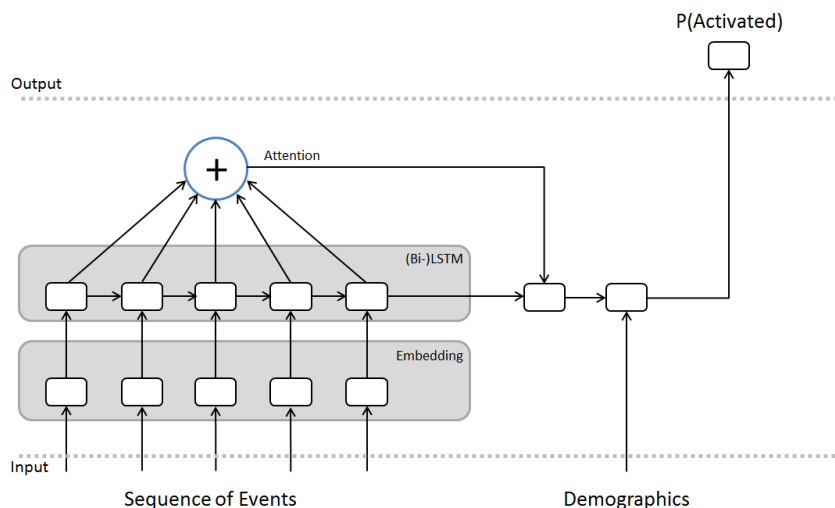 P(Activated)
Output
+
Attention
(Bi-)LSTM
Embedding
Input
Sequence of Events
Demographics